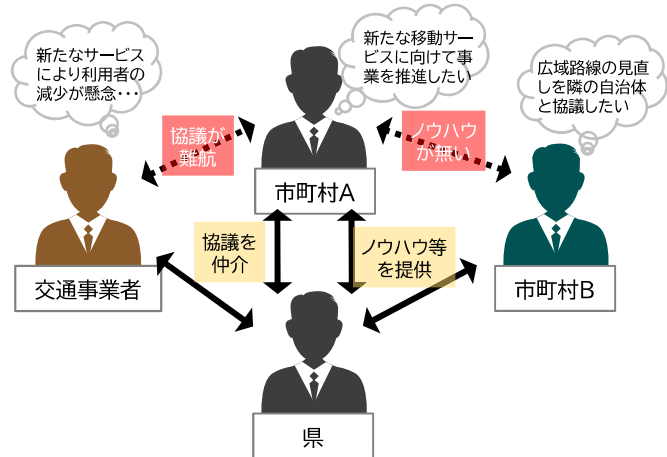 新たなサービス
により利用者の
減少が懸念･･･
新たな移動サー
ビスに向けて事
業を推進したい
広域路線の見直
しを隣の自治体
と協議したい
協議が
難航
ノウハウ
が無い
市町村A
協議を
仲介
ノウハウ等
を提供
交通事業者
市町村B
県